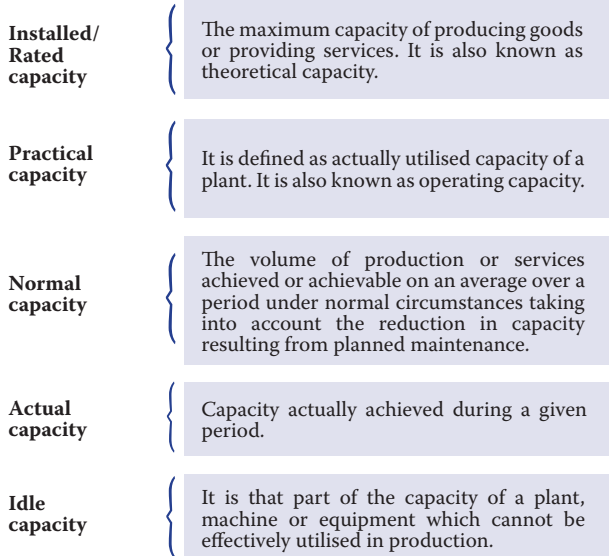 Installed/
Rated
capacity
The maximum capacity of producing goods
or providing services. It is also known as
theoretical capacity.
Practical
capacity
It is defined as actually utilised capacity of a
plant. It is also known as operating capacity.
Normal
capacity
The volume of production or services
achieved or achievable on an average over a
period under normal circumstances taking
into account the reduction in capacity
resulting from planned maintenance.
Actual
capacity
Capacity actually achieved during a given
period.
Idle
capacity
It is that part of the capacity of a plant,
machine or equipment which cannot be
effectively utilised in production.